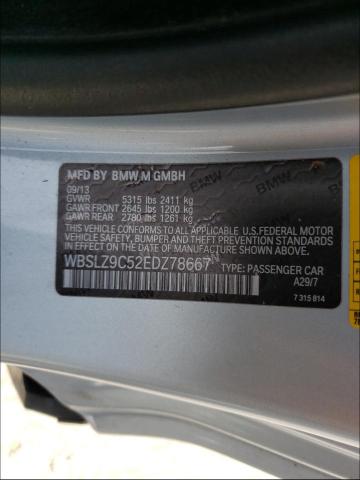 MFD BY BMW M GMBH
09/13
GVWR 5315 lbs 2411 kg
GAWR FRONT 2645 lbs 1200 kg
GAWR REAR 2780 lbs 1261 kg
THIS VEHICLE CONFORMS TO ALL APPLICABLE U.S.FEDERAL MOTOR
VEHICLE SAFETY AND THEFT PREVENTION STANDARDS IN EFFECT ON
THE DATE OF MANUFACTURE SHOWN ABOVE.
WBSLZ9C52EDZ78667 TYPE: PASSENGER CAR
A29/7
7 315 814